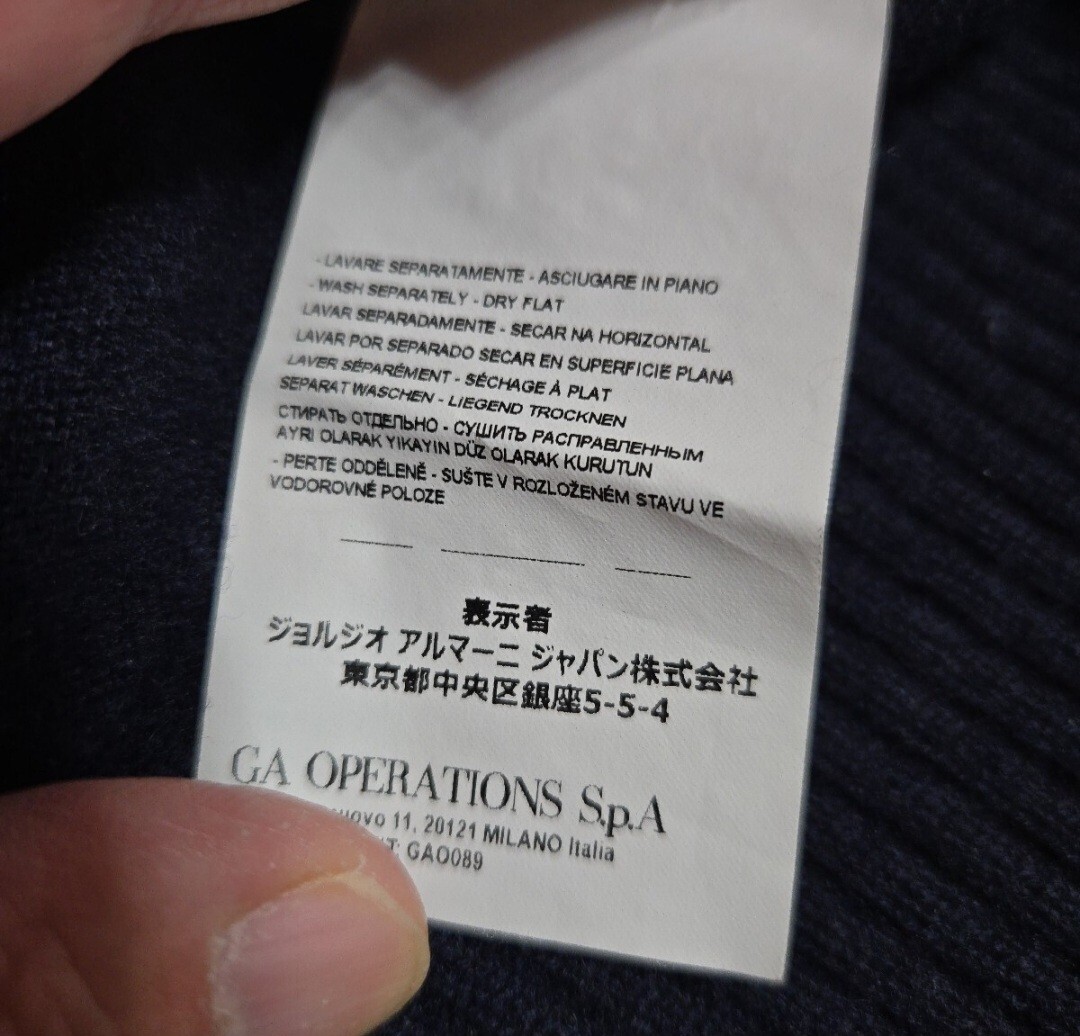 - LAVARE SEPARATAMENTE - ASCIUGARE IN PIANO
- WASH SEPARATELY - DRY FLAT
LAVAR SEPARADAMENTE - SECAR NA HORIZONTAL
LAVAR POR SEPARADO SECAR EN SUPERFICIE PLANA
LAVER SÉPARÉMENT - SÉCHAGE À PLAT
SEPARAT WASCHEN - LIEGEND TROCKNEN
СТИРАТЬ ОТДЕЛЬНО - СУШИТЬ РАСПРАВЛЕННЫМ
AYRI OLARAK YIKAYIN DÜZ OLARAK KURUTUN
- PERTE ODDĚLENĚ - SUŠTE V ROZLOŽENÉM STAVU VE
VODOROVNÉ POLOZE
表示者
ジョルジオ アルマーニ ジャパン株式会社
東京都中央区銀座5-5-4
GA OPERATIONS S.p.A
11, 20121 MILANO Italia
GAO089